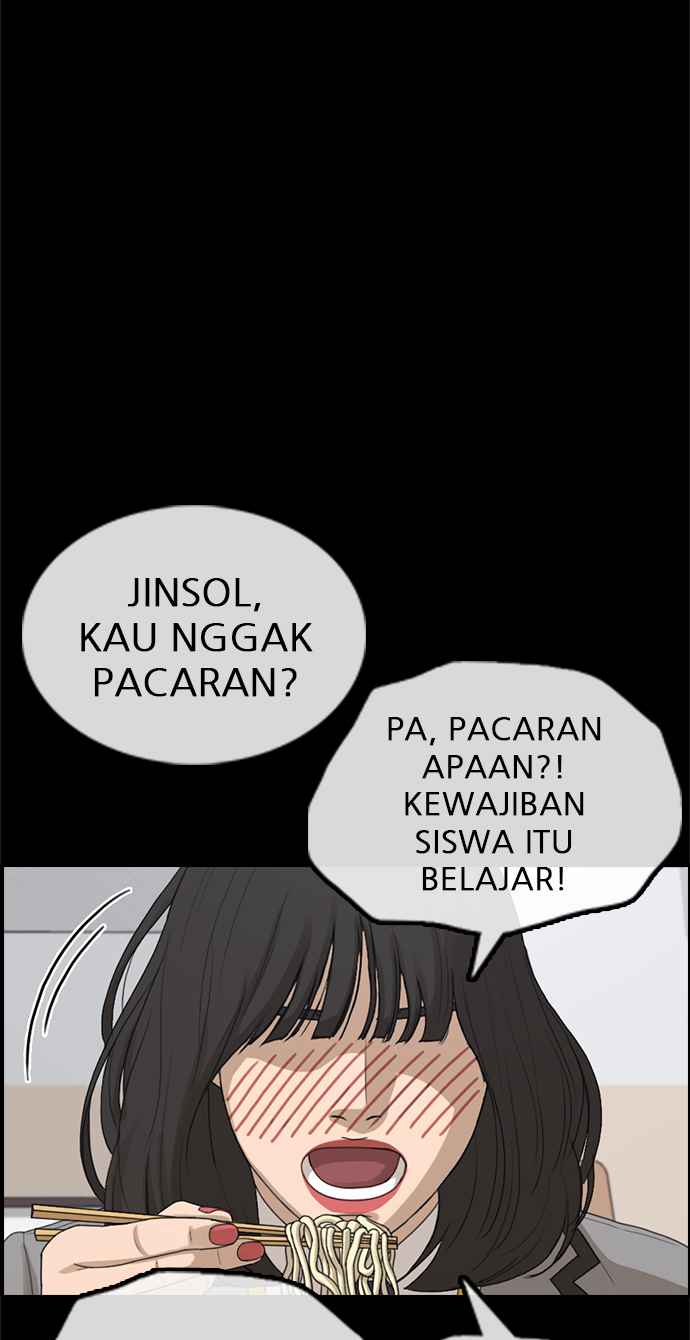 JINSOL,
KAU NGGAK
PACARAN?
PA, PACARAN
APAAN?!
KEWAJIBAN
SISWA ITU
BELAJAR!